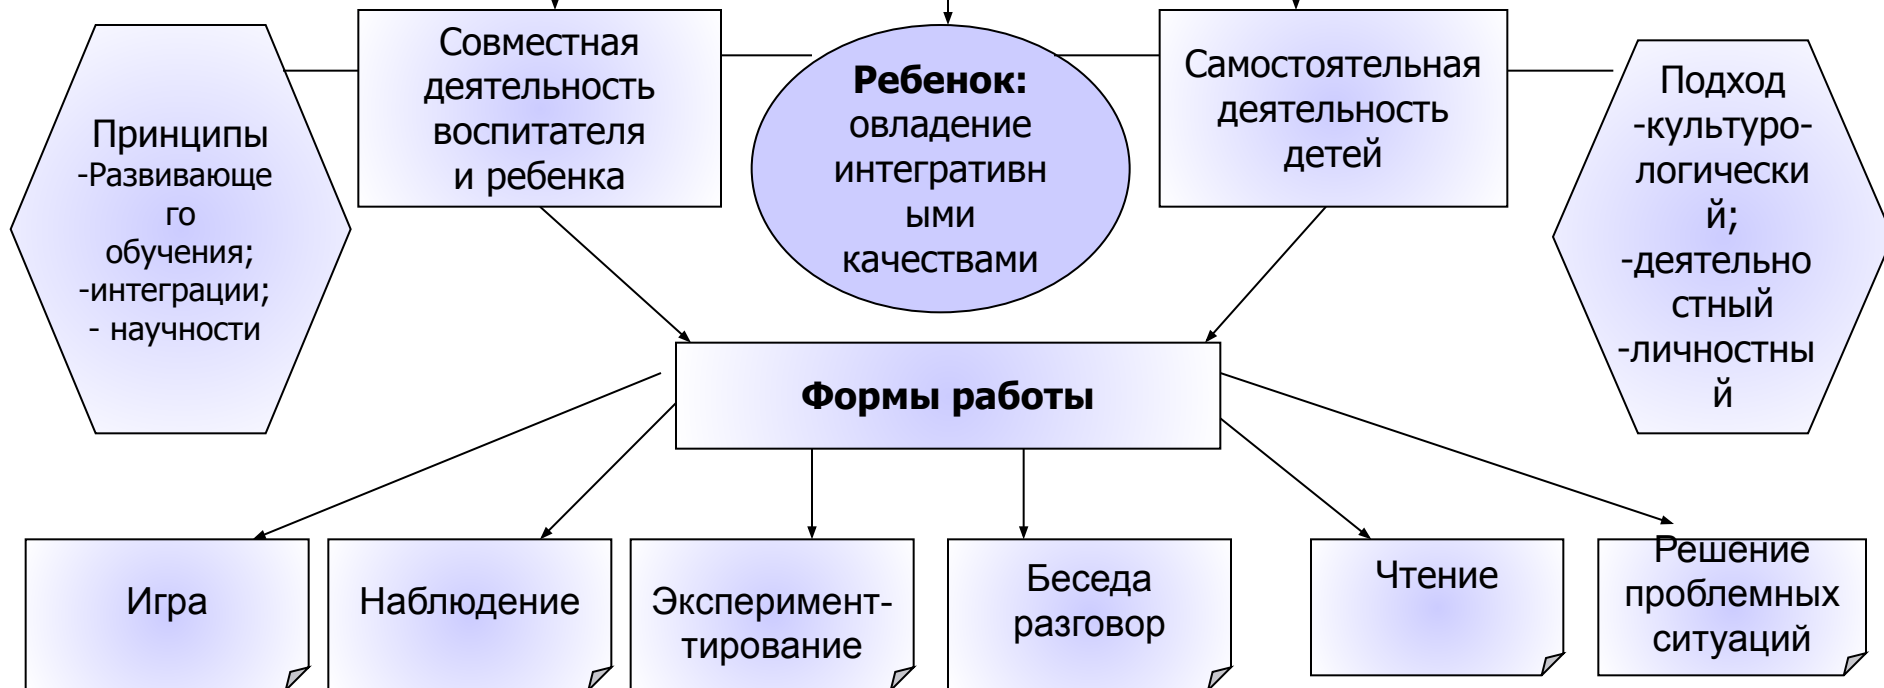 Принципы
-Развивающе
го
обучения;
-интеграции;
- научности
Совместная
деятельность
воспитателя
и ребенка
Ребенок:
овладение
интегративн
ыми
качествами
Самостоятельная
деятельность
детей
Подход
-культуро-
логически
й;
-деятельно
стный
-личностны
й
Формы работы
Игра
Наблюдение
Эксперимент-
тирование
Беседа
разговор
Чтение
Решение
проблемных
ситуаций